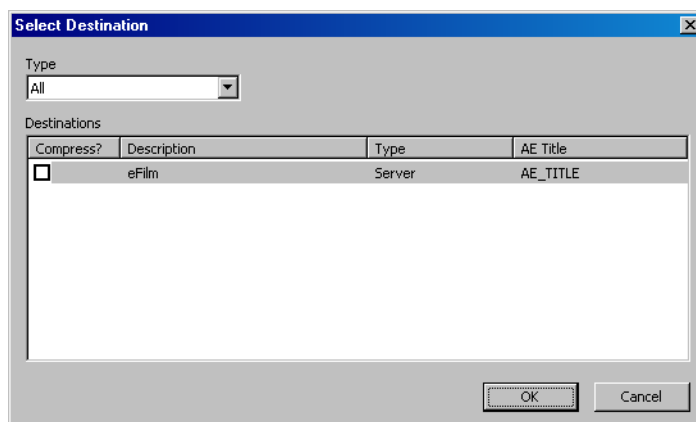 Select Destination
Type
All
Destinations
Compress? Description Type AE Title
eFilm Server AE_TITLE
OK Cancel